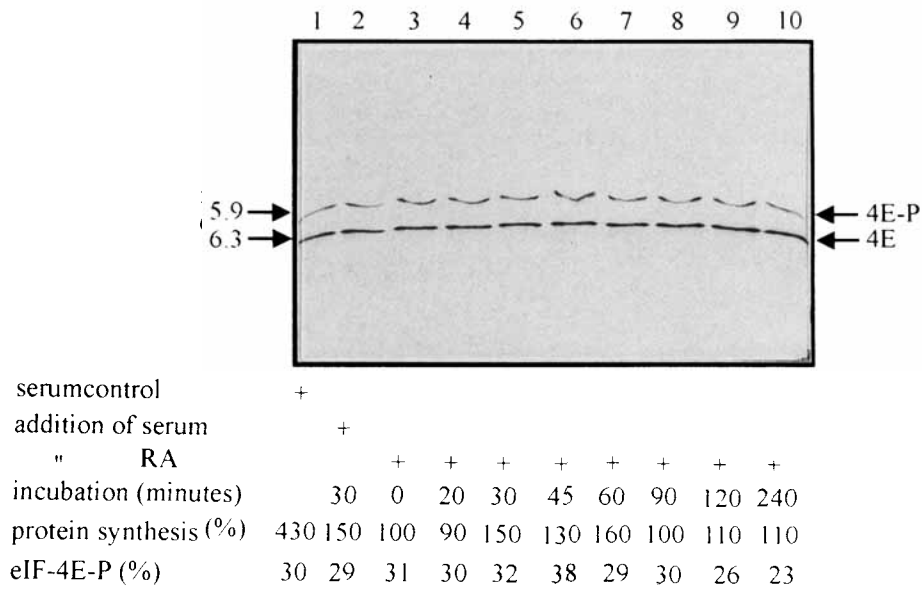 1 2 3 4 5 6 7 8 9 10
5.9 4E-P
6.3 4E
serumcontrol +
addition of serum +
" RA + + + + + + + +
incubation (minutes) 30 0 20 30 45 60 90 120 240
protein synthesis (%) 430 150 100 90 150 130 160 100 110 110
eIF-4E-P (%) 30 29 31 30 32 38 29 30 26 23